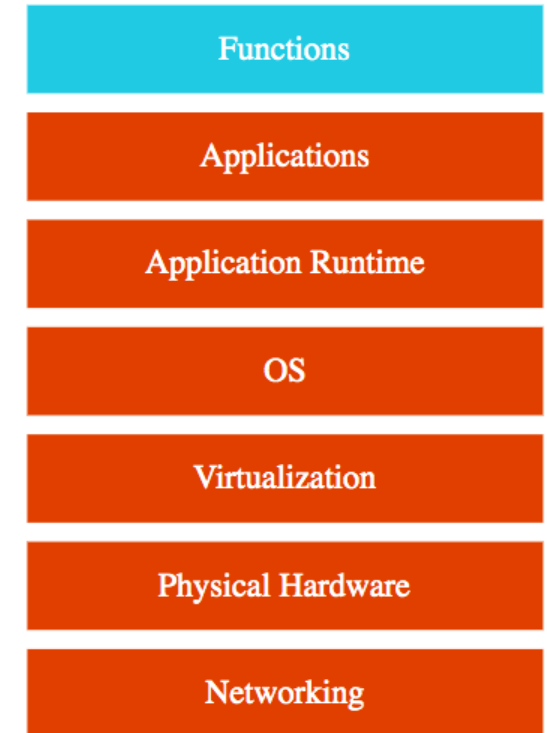 Functions
Applications
Application Runtime
OS
Virtualization
Physical Hardware
Networking